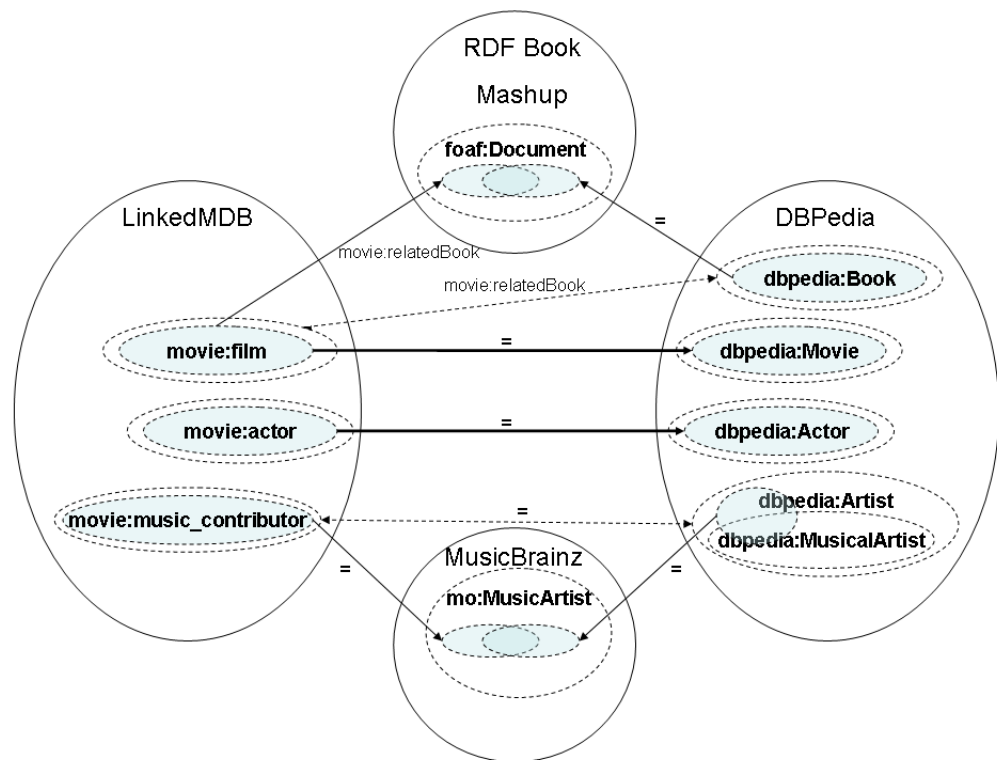 RDF Book
Mashup
foaf:Document
LinkedMDB
DBPedia
=
movie:relatedBook
movie:relatedBook
dbpedia:Book
movie:film
=
dbpedia:Movie
movie:actor
=
dbpedia:Actor
movie:music_contributor
=
dbpedia:Artist
dbpedia:MusicalArtist
=
MusicBrainz
=
mo:MusicArtist